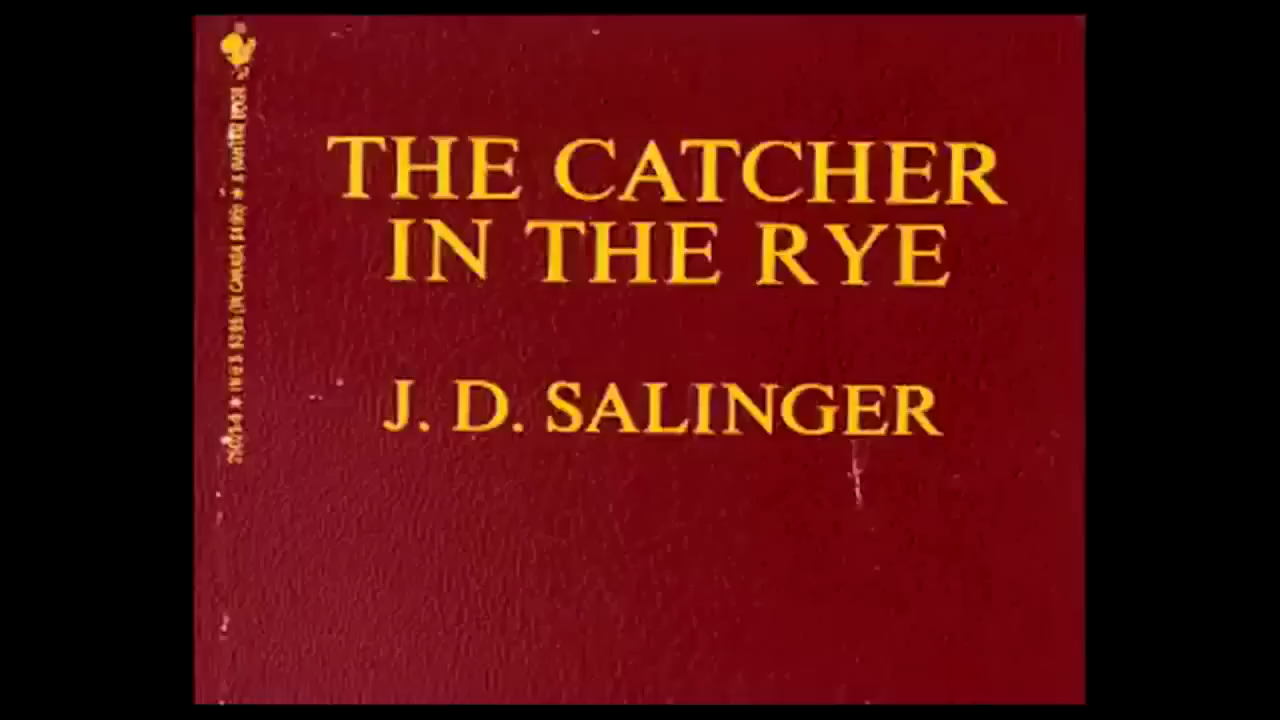 THE CATCHER
IN THE RYE
J. D. SALINGER